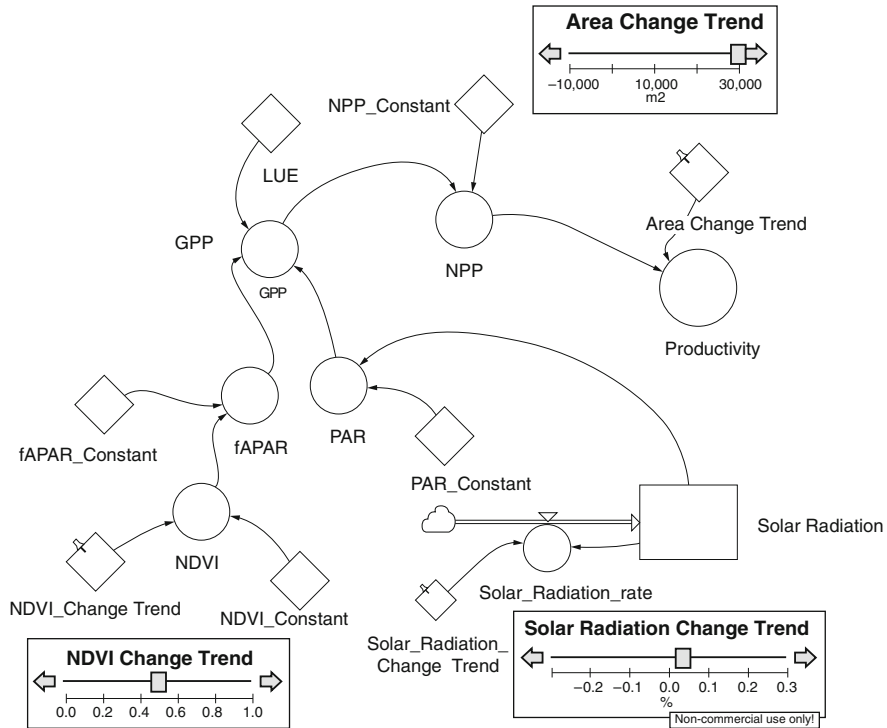 Area Change Trend
−10,000 10,000 30,000
m2
NPP_Constant
LUE
Area Change Trend
GPP
GPP
NPP
Productivity
fAPAR_Constant
fAPAR
PAR
PAR_Constant
Solar Radiation
NDVI
NDVI_Change Trend
NDVI_Constant
Solar_Radiation_rate
Solar_Radiation_
Change Trend
NDVI Change Trend
0.0 0.2 0.4 0.6 0.8 1.0
Solar Radiation Change Trend
−0.2 −0.1 0.0 0.1 0.2 0.3
%
Non-commercial use only!